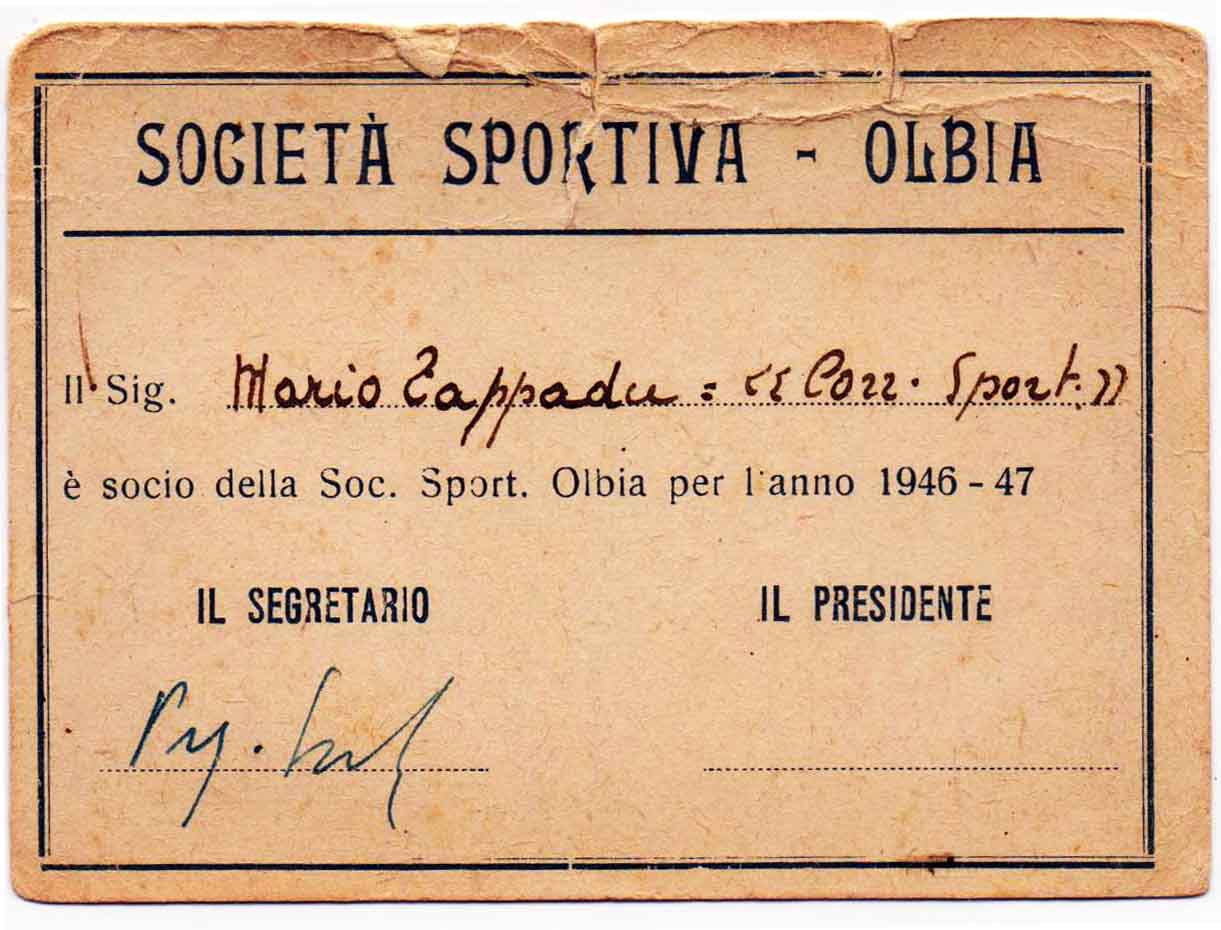 SOCIETÀ SPORTIVA - OLBIA
Il Sig. Mario Zappadu = « Corr. Sport. »
è socio della Soc. Sport. Olbia per l'anno 1946 - 47
IL SEGRETARIO IL PRESIDENTE